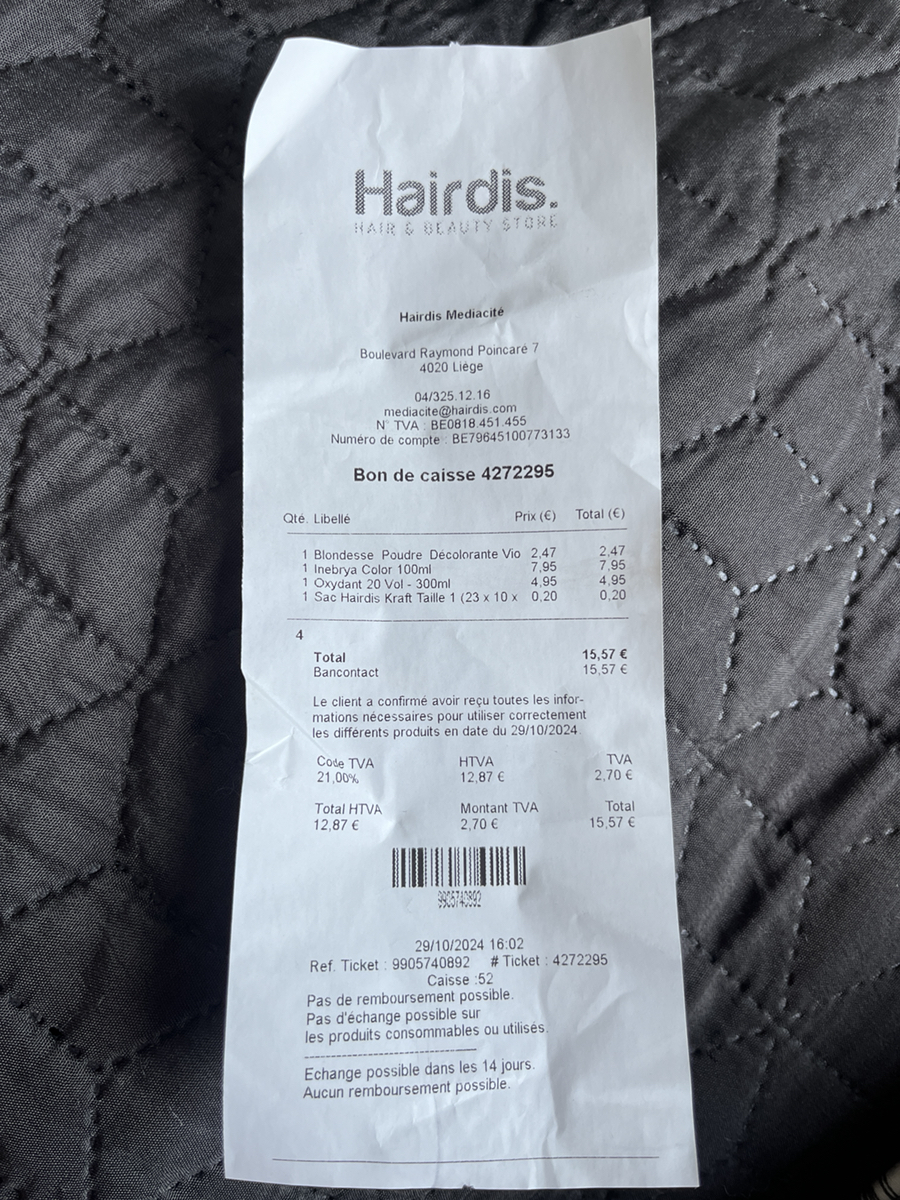 Hairdis.
HAIR & BEAUTY STORE
Hairdis Mediacité
Boulevard Raymond Poincaré 7
4020 Liège
04/325.12.16
mediacite@hairdis.com
N° TVA : BE0818.451.455
Numéro de compte : BE79645100773133
Bon de caisse 4272295
Qté. Libellé Prix (€) Total (€)
1 Blondesse Poudre Décolorante Vio 2,47 2,47
1 Inebrya Color 100ml 7,95 7,95
1 Oxydant 20 Vol - 300ml 4,95 4,95
1 Sac Hairdis Kraft Taille 1 (23 x 10 x 0,20 0,20
4
Total 15,57 €
Bancontact 15,57 €
Le client a confirmé avoir reçu toutes les infor-
mations nécessaires pour utiliser correctement
les différents produits en date du 29/10/2024
Code TVA HTVA TVA
21,00% 12,87 € 2,70 €
Total HTVA Montant TVA Total
12,87 € 2,70 € 15,57 €
9905740892
29/10/2024 16:02
Ref. Ticket : 9905740892 # Ticket : 4272295
Caisse :52
Pas de remboursement possible.
Pas d'échange possible sur
les produits consommables ou utilisés.
Echange possible dans les 14 jours.
Aucun remboursement possible.